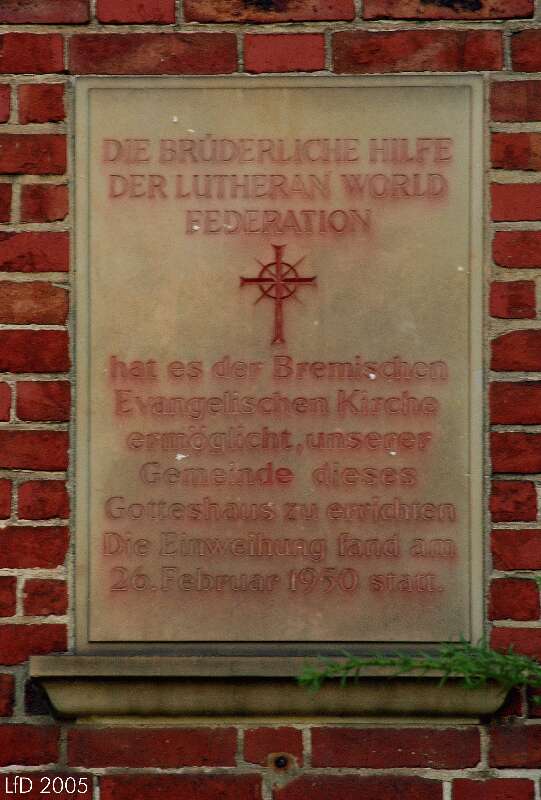 DIE BRÜDERLICHE HILFE
DER LUTHERAN WORLD
FEDERATION
hat es der Bremischen
Evangelischen Kirche
ermöglicht, unserer
Gemeinde dieses
Gotteshaus zu errichten
Die Einweihung fand am
26. Februar 1950 statt.
LfD 2005